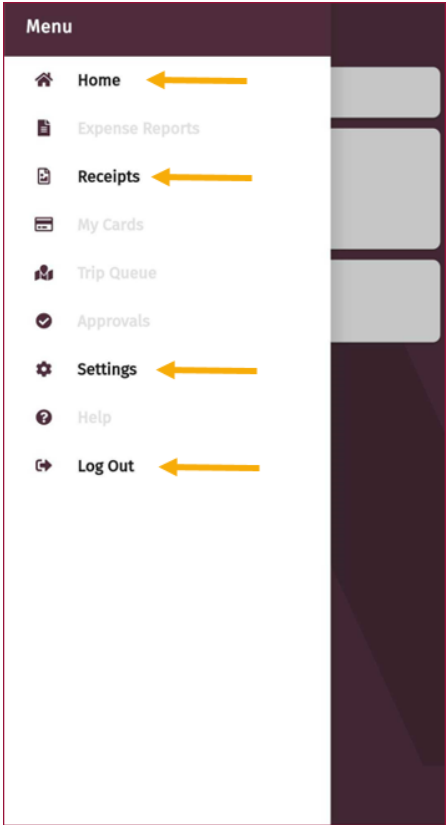 Menu
Home
Expense Reports
Receipts
My Cards
Trip Queue
Approvals
Settings
Help
Log Out